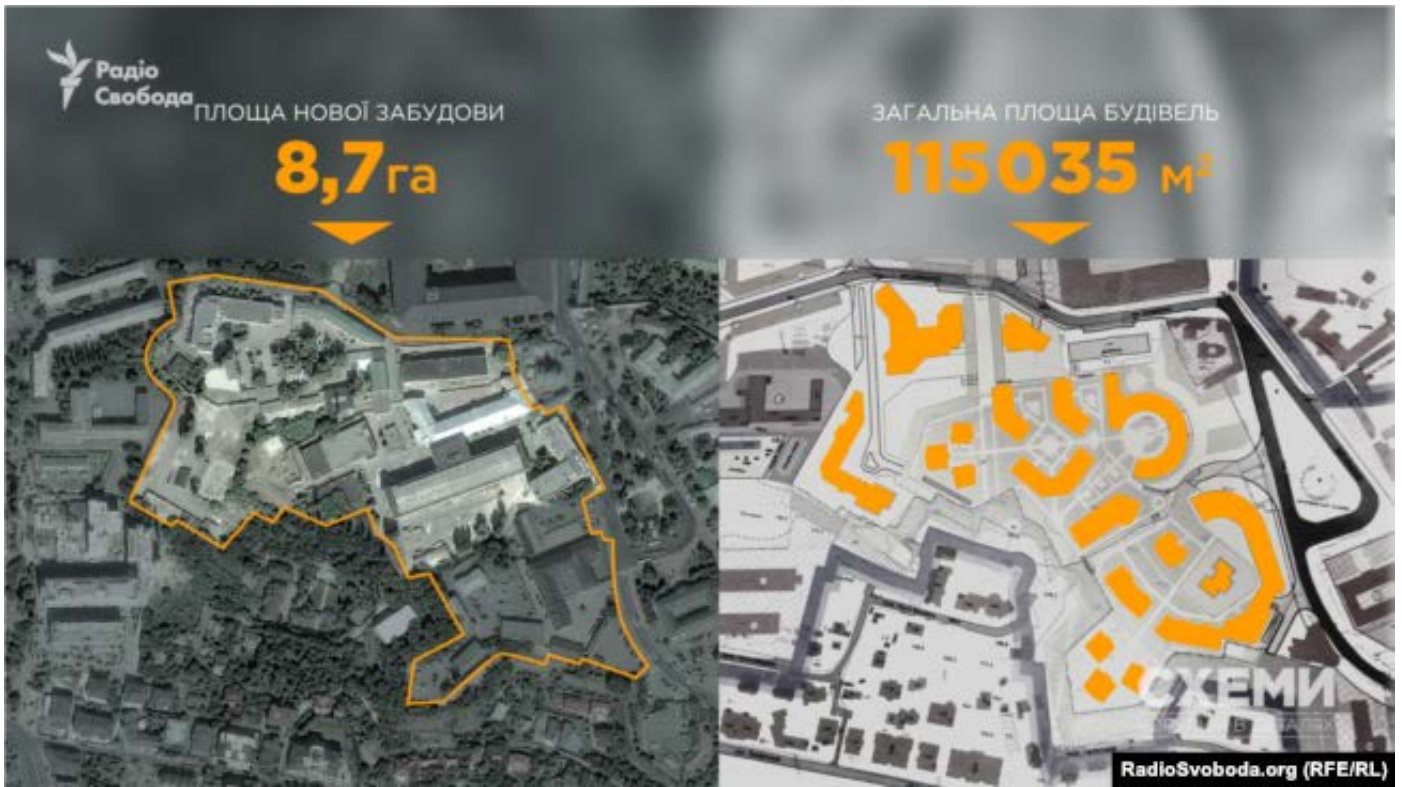 Радіо
Свобода
ПЛОЩА НОВОЇ ЗАБУДОВИ
8,7га
ЗАГАЛЬНА ПЛОЩА БУДІВЕЛЬ
115035 м²
СХЕМИ
RadioSvoboda.org (RFE/RL)